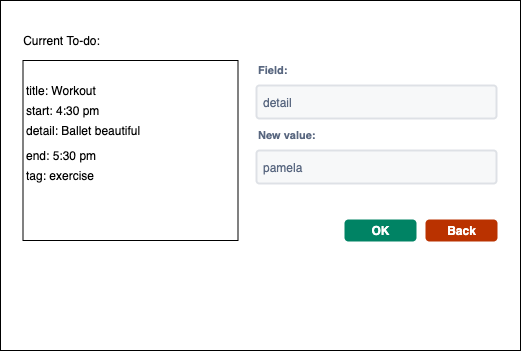 Current To-do:
title: Workout
start: 4:30 pm
detail: Ballet beautiful
end: 5:30 pm
tag: exercise
Field:
detail
New value:
pamela
OK
Back